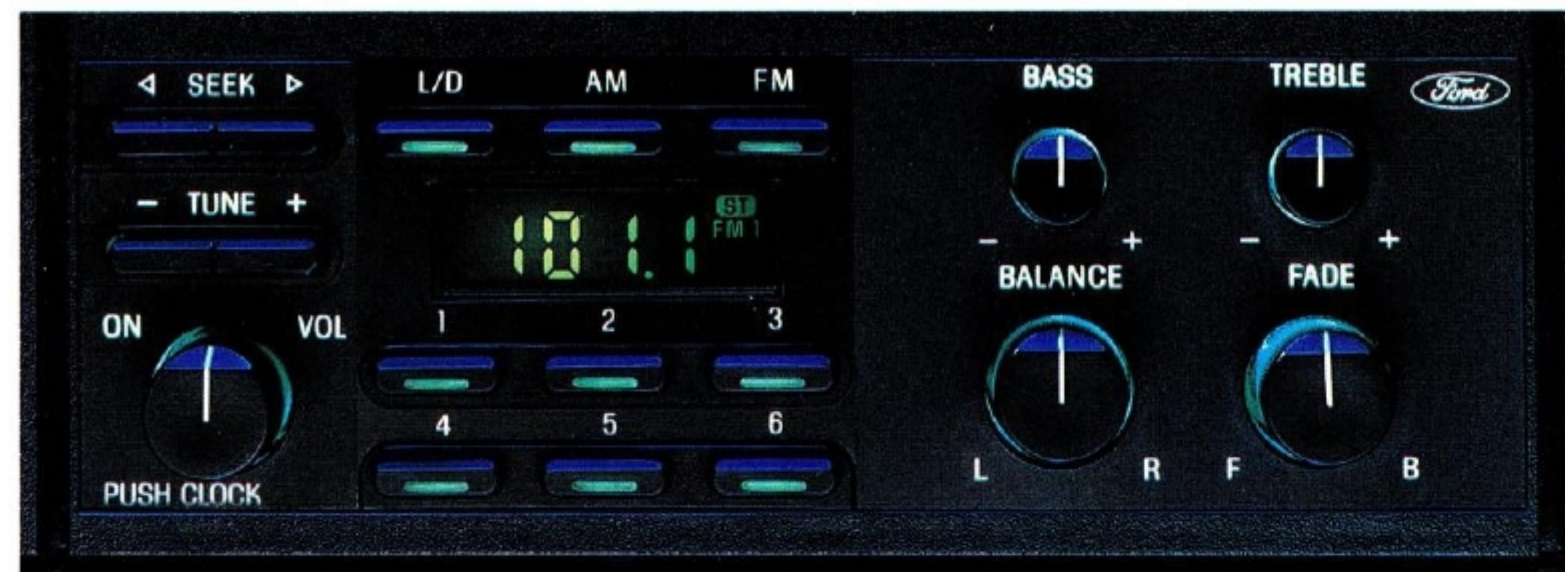 ◁ SEEK ▷
L/D AM FM
BASS TREBLE
Ford
− TUNE +
ST
FM 1
101.1
− + − +
BALANCE FADE
ON VOL
1 2 3
4 5 6
L R F B
PUSH CLOCK